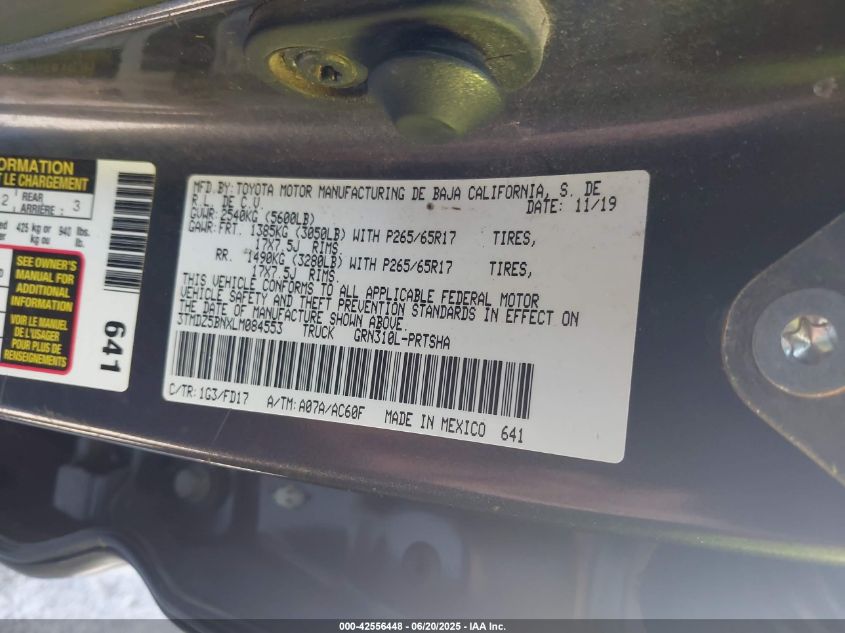 ORMATION
T LE CHARGEMENT
2 REAR ARRIÈRE : 3
425 kg or 940 lbs.
kg ou lb.
SEE OWNER'S
MANUAL FOR
ADDITIONAL
INFORMATION
VOIR LE MANUEL
DE L'USAGER
POUR PLUS DE
RENSEIGNEMENTS
641
MFD.BY: TOYOTA MOTOR MANUFACTURING DE BAJA CALIFORNIA, S. DE
R L. DE C.V. DATE: 11/19
GVWR: 2540KG (5600LB)
GAWR: FRT. 1385KG (3050LB) WITH P265/65R17 TIRES,
17X7.5J RIMS
RR. 1490KG (3280LB) WITH P265/65R17 TIRES,
17X7.5J RIMS
THIS VEHICLE CONFORMS TO ALL APPLICABLE FEDERAL MOTOR
VEHICLE SAFETY AND THEFT PREVENTION STANDARDS IN EFFECT ON
THE DATE OF MANUFACTURE SHOWN ABOVE.
3TMDZ5BNXLM084553 TRUCK GRN310L-PRTSHA
C/TR: 1G3/FD17 A/TM: A07A/AC60F MADE IN MEXICO 641
000-42556448 - 06/20/2025 - IAA Inc.